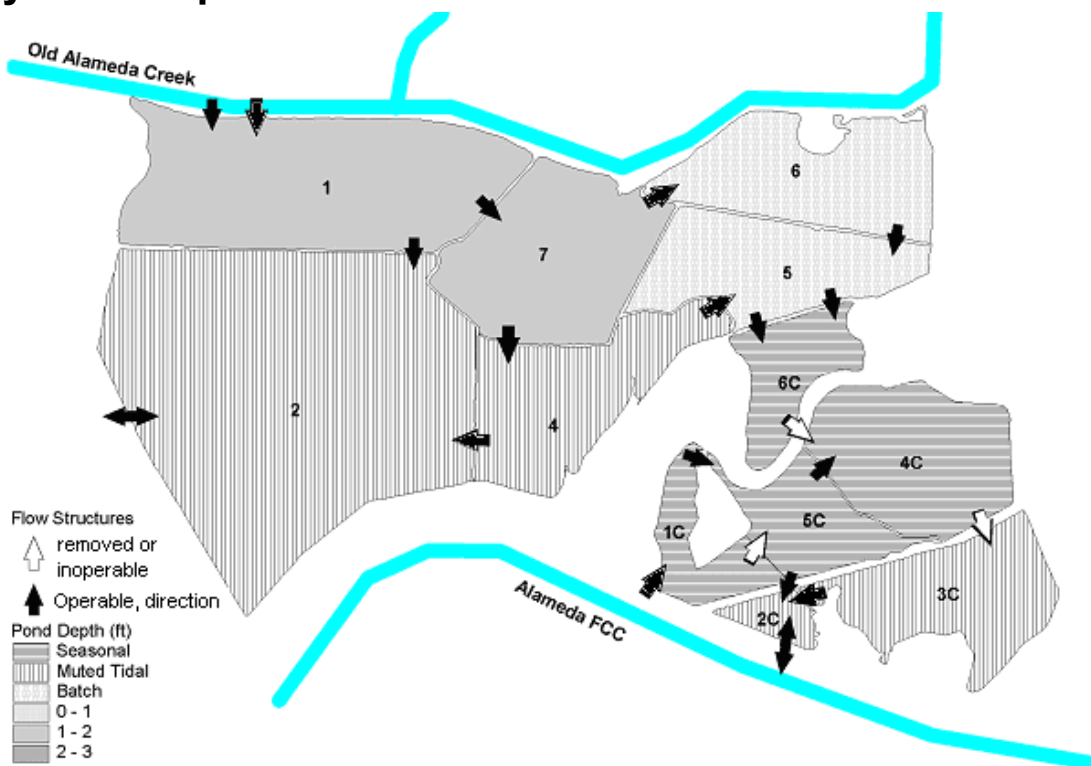 Old Alameda Creek
1
6
7
5
2
4
6C
4C
5C
1C
3C
2C
Alameda FCC
Flow Structures
removed or
inoperable
Operable, direction
Pond Depth (ft)
Seasonal
Muted Tidal
Batch
0 - 1
1 - 2
2 - 3